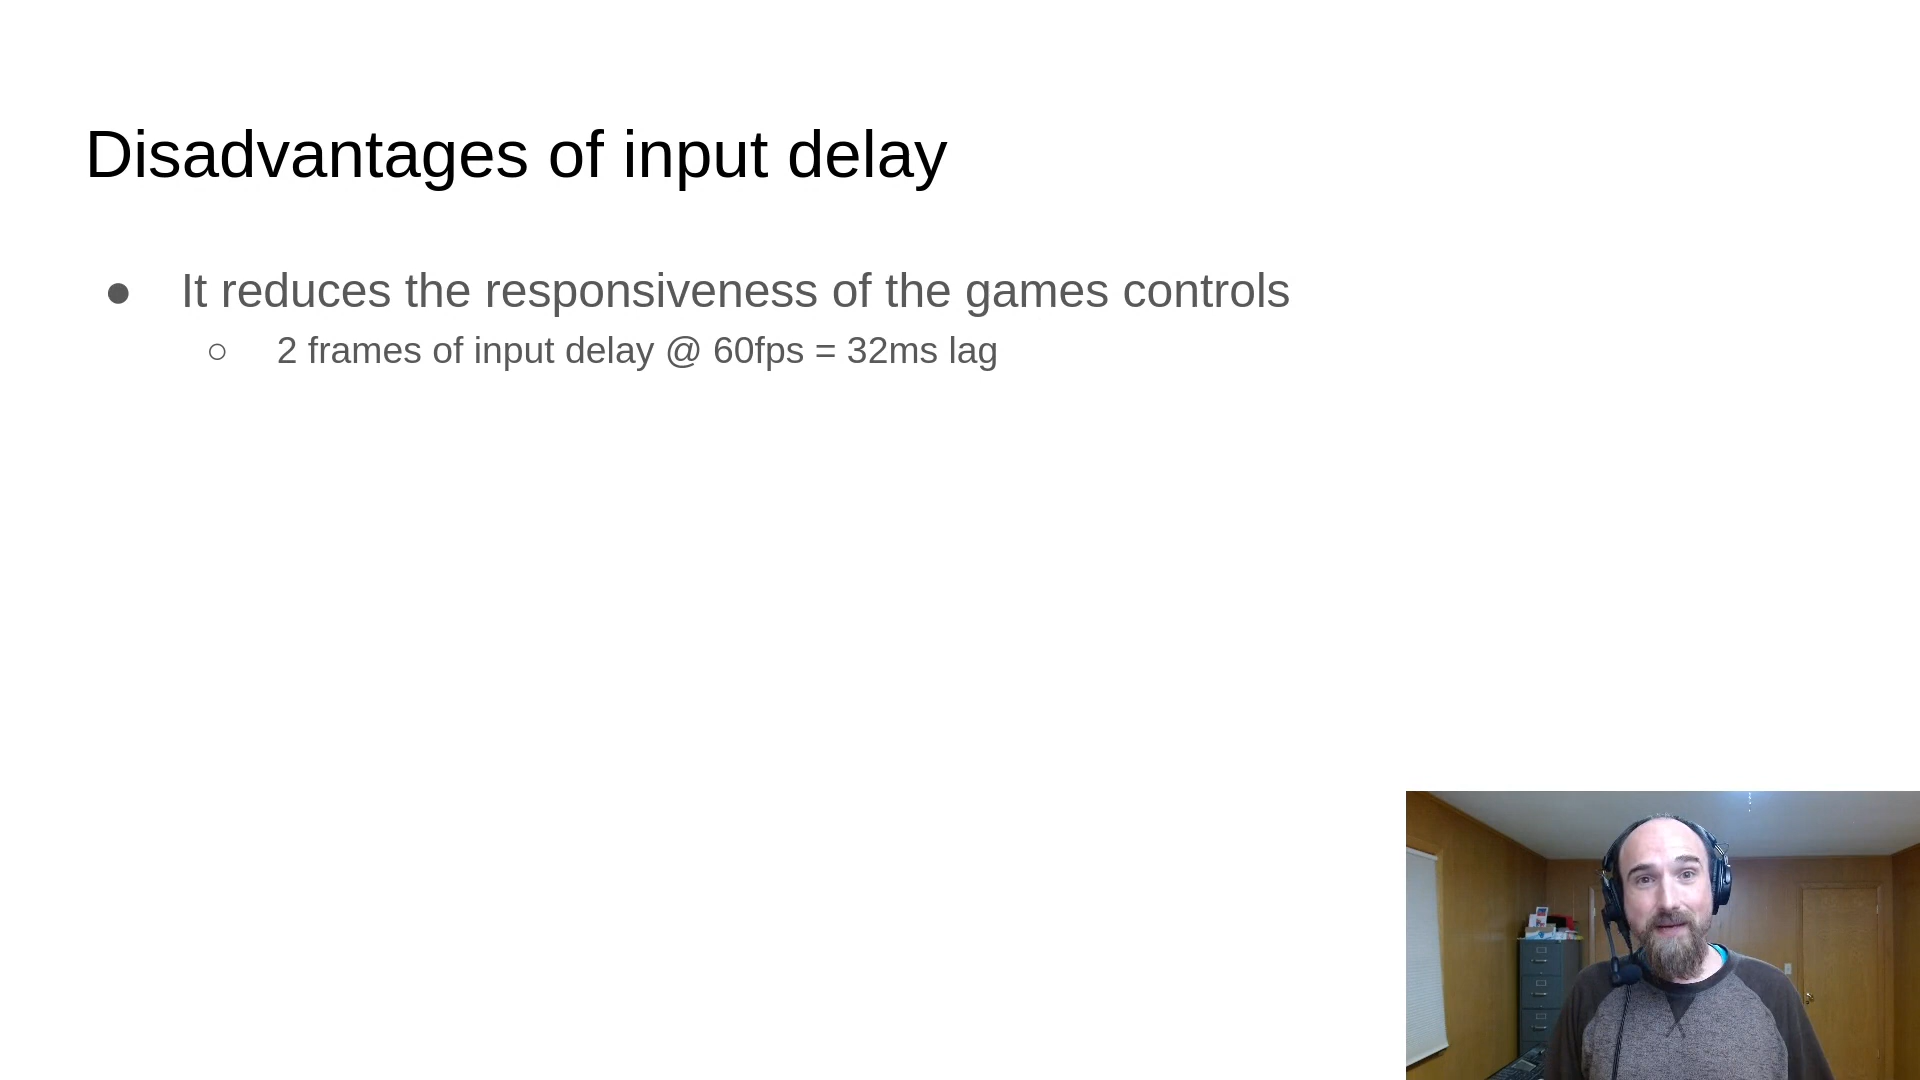 Disadvantages of input delay
● It reduces the responsiveness of the games controls
○ 2 frames of input delay @ 60fps = 32ms lag